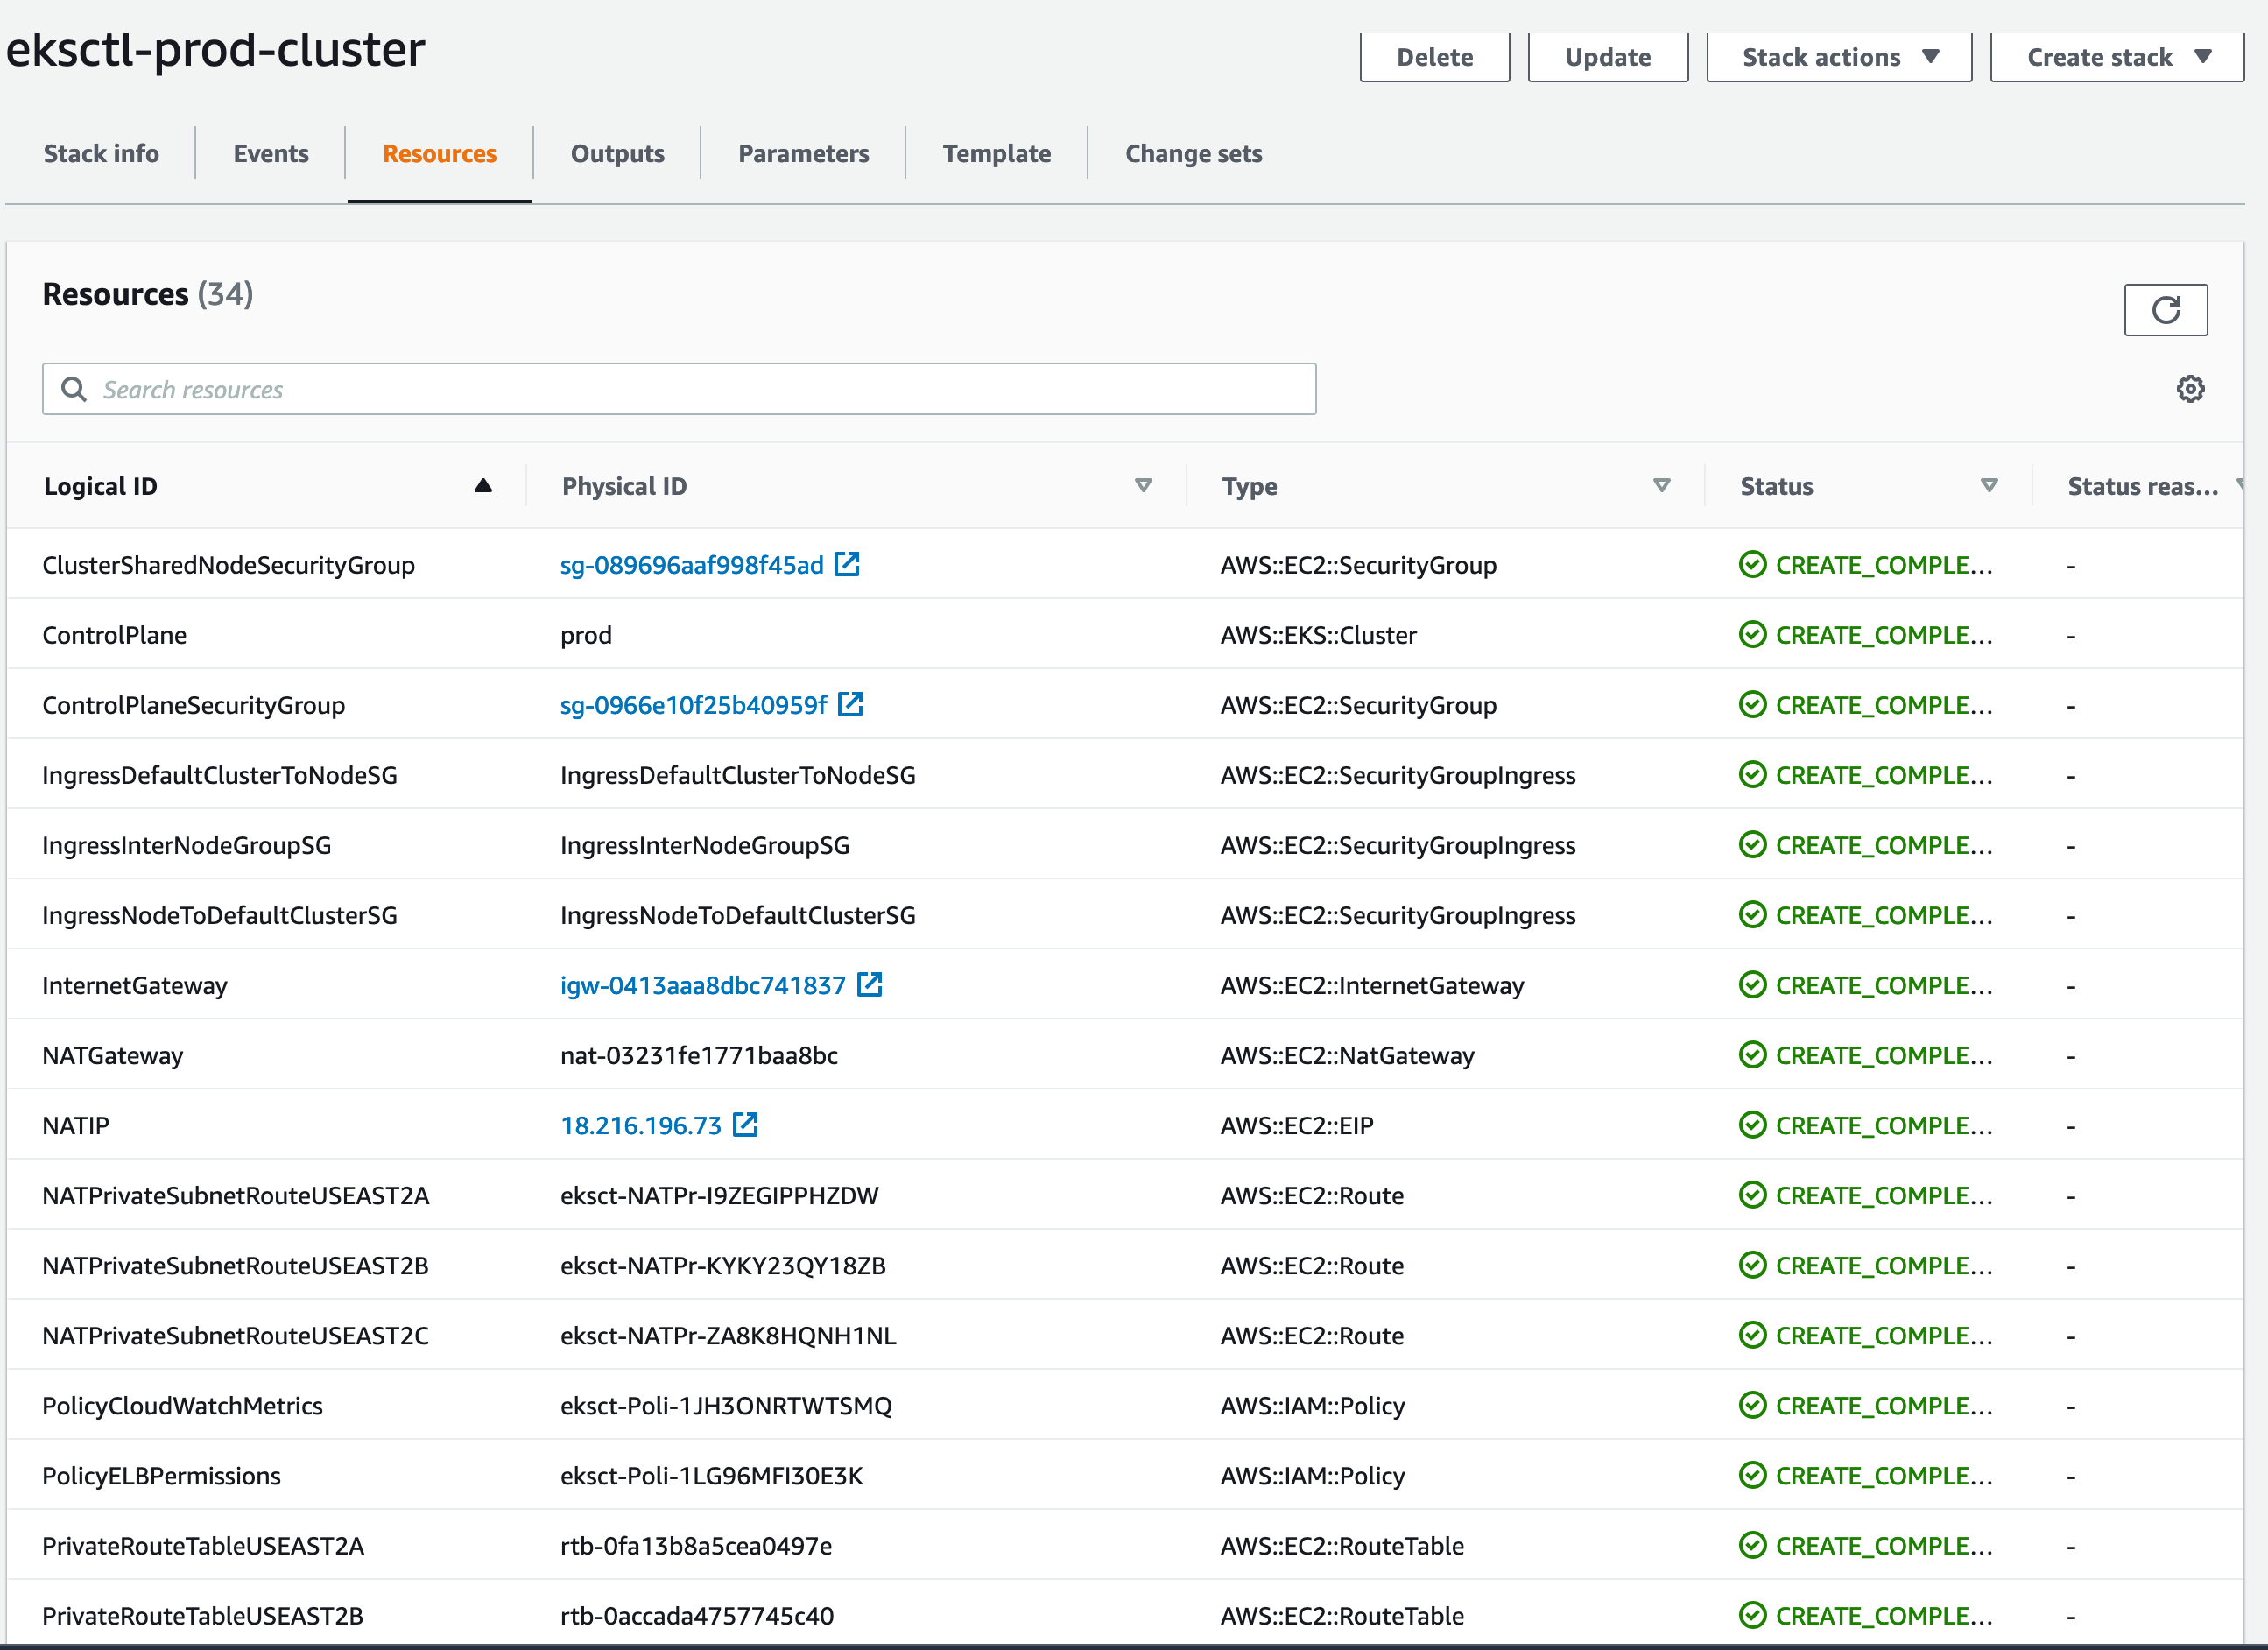 eksctl-prod-cluster
Delete Update Stack actions Create stack
Stack info Events Resources Outputs Parameters Template Change sets
Resources (34)
Search resources
Logical ID Physical ID Type Status Status reas...
ClusterSharedNodeSecurityGroup sg-089696aaf998f45ad AWS::EC2::SecurityGroup CREATE_COMPLE... -
ControlPlane prod AWS::EKS::Cluster CREATE_COMPLE... -
ControlPlaneSecurityGroup sg-0966e10f25b40959f AWS::EC2::SecurityGroup CREATE_COMPLE... -
IngressDefaultClusterToNodeSG IngressDefaultClusterToNodeSG AWS::EC2::SecurityGroupIngress CREATE_COMPLE... -
IngressInterNodeGroupSG IngressInterNodeGroupSG AWS::EC2::SecurityGroupIngress CREATE_COMPLE... -
IngressNodeToDefaultClusterSG IngressNodeToDefaultClusterSG AWS::EC2::SecurityGroupIngress CREATE_COMPLE... -
InternetGateway igw-0413aaa8dbc741837 AWS::EC2::InternetGateway CREATE_COMPLE... -
NATGateway nat-03231fe1771baa8bc AWS::EC2::NatGateway CREATE_COMPLE... -
NATIP 18.216.196.73 AWS::EC2::EIP CREATE_COMPLE... -
NATPrivateSubnetRouteUSEAST2A eksct-NATPr-I9ZEGIPPHZDW AWS::EC2::Route CREATE_COMPLE... -
NATPrivateSubnetRouteUSEAST2B eksct-NATPr-KYKY23QY18ZB AWS::EC2::Route CREATE_COMPLE... -
NATPrivateSubnetRouteUSEAST2C eksct-NATPr-ZA8K8HQNH1NL AWS::EC2::Route CREATE_COMPLE... -
PolicyCloudWatchMetrics eksct-Poli-1JH3ONRTWTSMQ AWS::IAM::Policy CREATE_COMPLE... -
PolicyELBPermissions eksct-Poli-1LG96MFI30E3K AWS::IAM::Policy CREATE_COMPLE... -
PrivateRouteTableUSEAST2A rtb-0fa13b8a5cea0497e AWS::EC2::RouteTable CREATE_COMPLE... -
PrivateRouteTableUSEAST2B rtb-0accada4757745c40 AWS::EC2::RouteTable CREATE_COMPLE... -